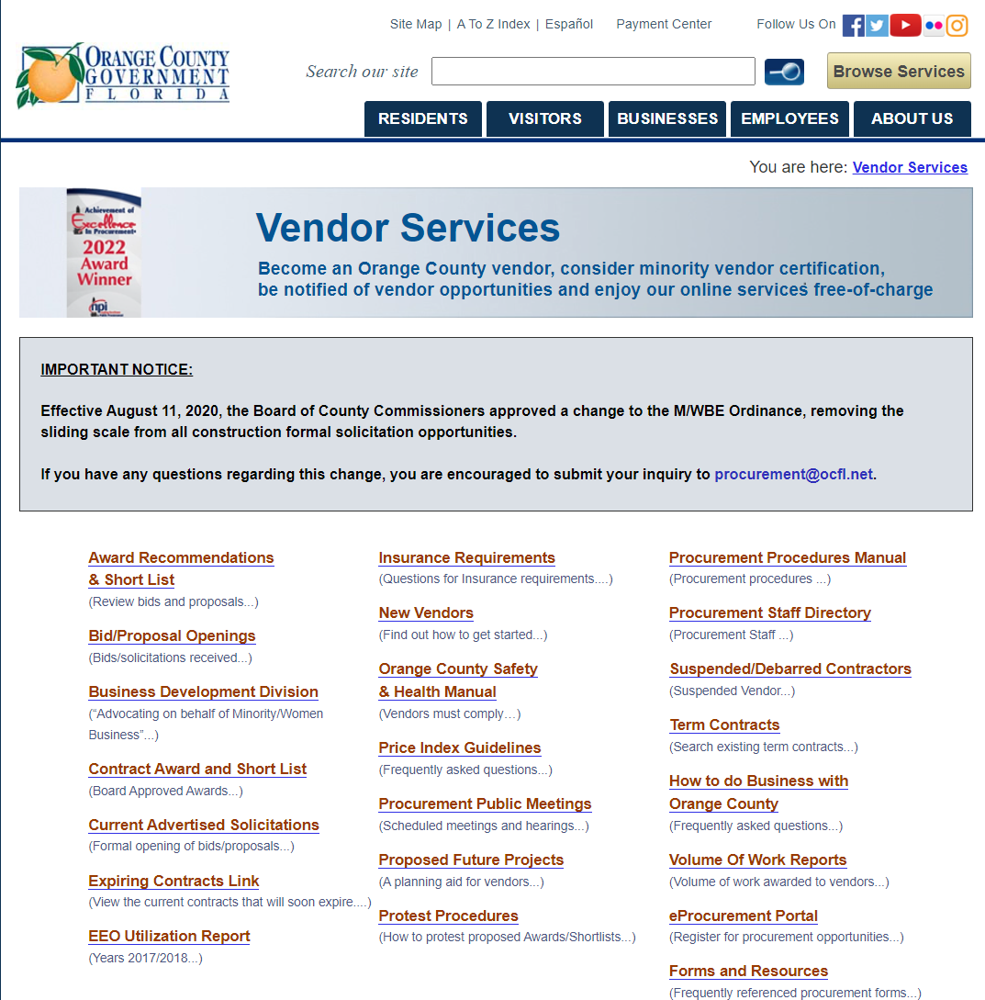 Site Map | A To Z Index | Español Payment Center Follow Us On
ORANGE COUNTY
GOVERNMENT
FLORIDA
Search our site
Browse Services
RESIDENTS VISITORS BUSINESSES EMPLOYEES ABOUT US
You are here: Vendor Services
Achievement of
Excellence
In Procurement
2022
Award
Winner
npi
Vendor Services
Become an Orange County vendor, consider minority vendor certification,
be notified of vendor opportunities and enjoy our online services free-of-charge
IMPORTANT NOTICE:
Effective August 11, 2020, the Board of County Commissioners approved a change to the M/WBE Ordinance, removing the
sliding scale from all construction formal solicitation opportunities.
If you have any questions regarding this change, you are encouraged to submit your inquiry to procurement@ocfl.net.
Award Recommendations
& Short List
(Review bids and proposals...)
Bid/Proposal Openings
(Bids/solicitations received...)
Business Development Division
(“Advocating on behalf of Minority/Women
Business”...)
Contract Award and Short List
(Board Approved Awards...)
Current Advertised Solicitations
(Formal opening of bids/proposals...)
Expiring Contracts Link
(View the current contracts that will soon expire....)
EEO Utilization Report
(Years 2017/2018...)
Insurance Requirements
(Questions for Insurance requirements....)
New Vendors
(Find out how to get started...)
Orange County Safety
& Health Manual
(Vendors must comply…)
Price Index Guidelines
(Frequently asked questions...)
Procurement Public Meetings
(Scheduled meetings and hearings...)
Proposed Future Projects
(A planning aid for vendors...)
Protest Procedures
(How to protest proposed Awards/Shortlists...)
Procurement Procedures Manual
(Procurement procedures ...)
Procurement Staff Directory
(Procurement Staff ...)
Suspended/Debarred Contractors
(Suspended Vendor...)
Term Contracts
(Search existing term contracts...)
How to do Business with
Orange County
(Frequently asked questions...)
Volume Of Work Reports
(Volume of work awarded to vendors...)
eProcurement Portal
(Register for procurement opportunities...)
Forms and Resources
(Frequently referenced procurement forms...)